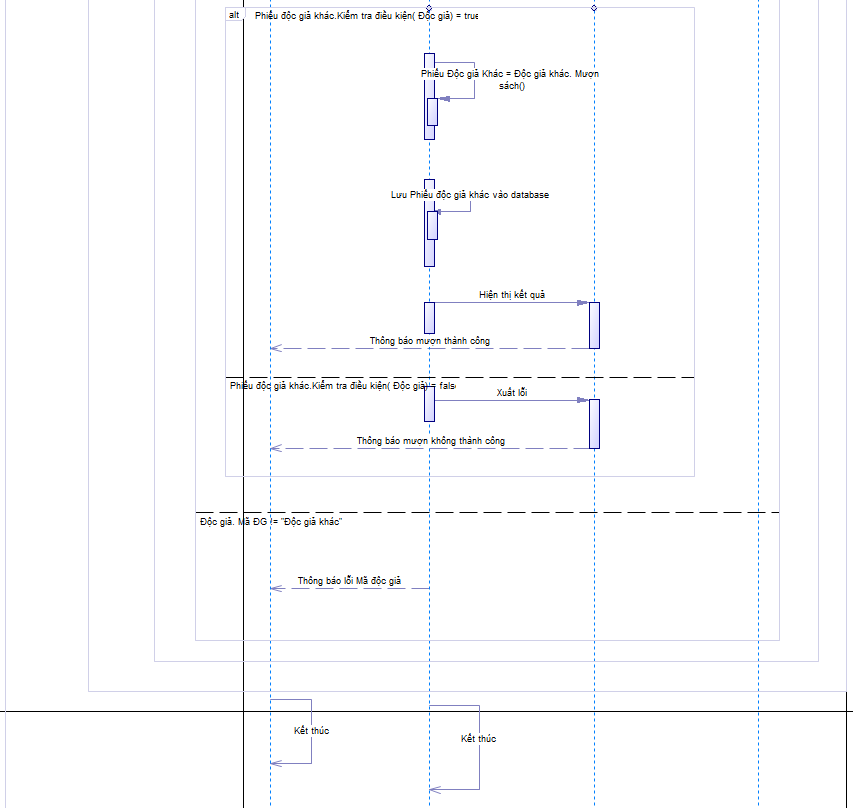 alt Phiếu độc giả khác.Kiểm tra điều kiện( Độc giả) = true
Phiếu Độc giả Khác = Độc giả khác. Mượn
sách()
Lưu Phiếu độc giả khác vào database
Hiện thị kết quả
Thông báo mượn thành công
Phiếu độc giả khác.Kiểm tra điều kiện( Độc giả) = fals
Xuất lỗi
Thông báo mượn không thành công
Độc giả. Mã ĐG != "Độc giả khác"
Thông báo lỗi Mã độc giả
Kết thúc
Kết thúc